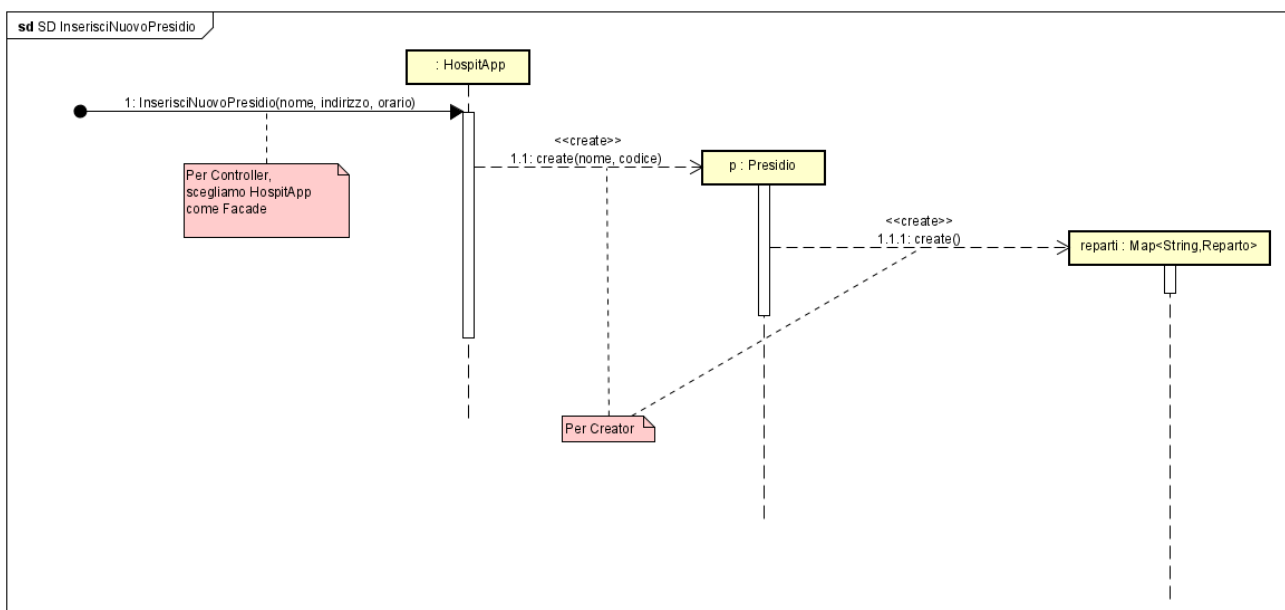 sd SD InserisciNuovoPresidio
: HospitApp
1: InserisciNuovoPresidio(nome, indirizzo, orario)
<<create>>
1.1: create(nome, codice)
p : Presidio
Per Controller,
scegliamo HospitApp
come Facade
<<create>>
1.1.1: create()
reparti : Map<String,Reparto>
Per Creator